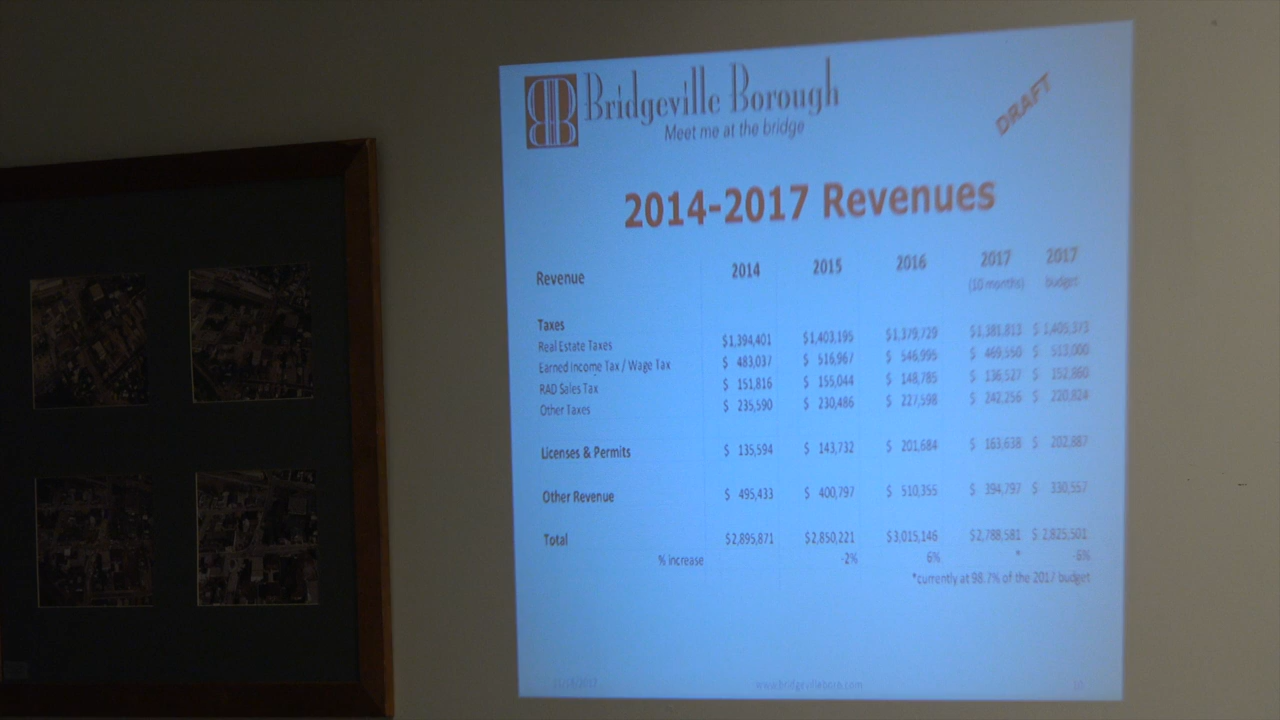 Bridgeville Borough
Meet me at the bridge
DRAFT
2014-2017 Revenues
Revenue 2014 2015 2016 2017 2017
(10 months) budget
Taxes
Real Estate Taxes $1,394,401 $1,403,195 $1,379,729 $1,381,813 $ 1,405,373
Earned Income Tax / Wage Tax $ 483,037 $ 516,967 $ 546,995 $ 469,550 $ 513,000
RAD Sales Tax $ 151,816 $ 155,044 $ 148,785 $ 136,527 $ 152,860
Other Taxes $ 235,590 $ 230,486 $ 227,598 $ 242,256 $ 220,824
Licenses & Permits $ 135,594 $ 143,732 $ 201,684 $ 163,638 $ 202,887
Other Revenue $ 495,433 $ 400,797 $ 510,355 $ 394,797 $ 330,557
Total $2,895,871 $2,850,221 $3,015,146 $2,788,581 $ 2,825,501
% increase -2% 6% * -6%
*currently at 98.7% of the 2017 budget
www.bridgevilleboro.com